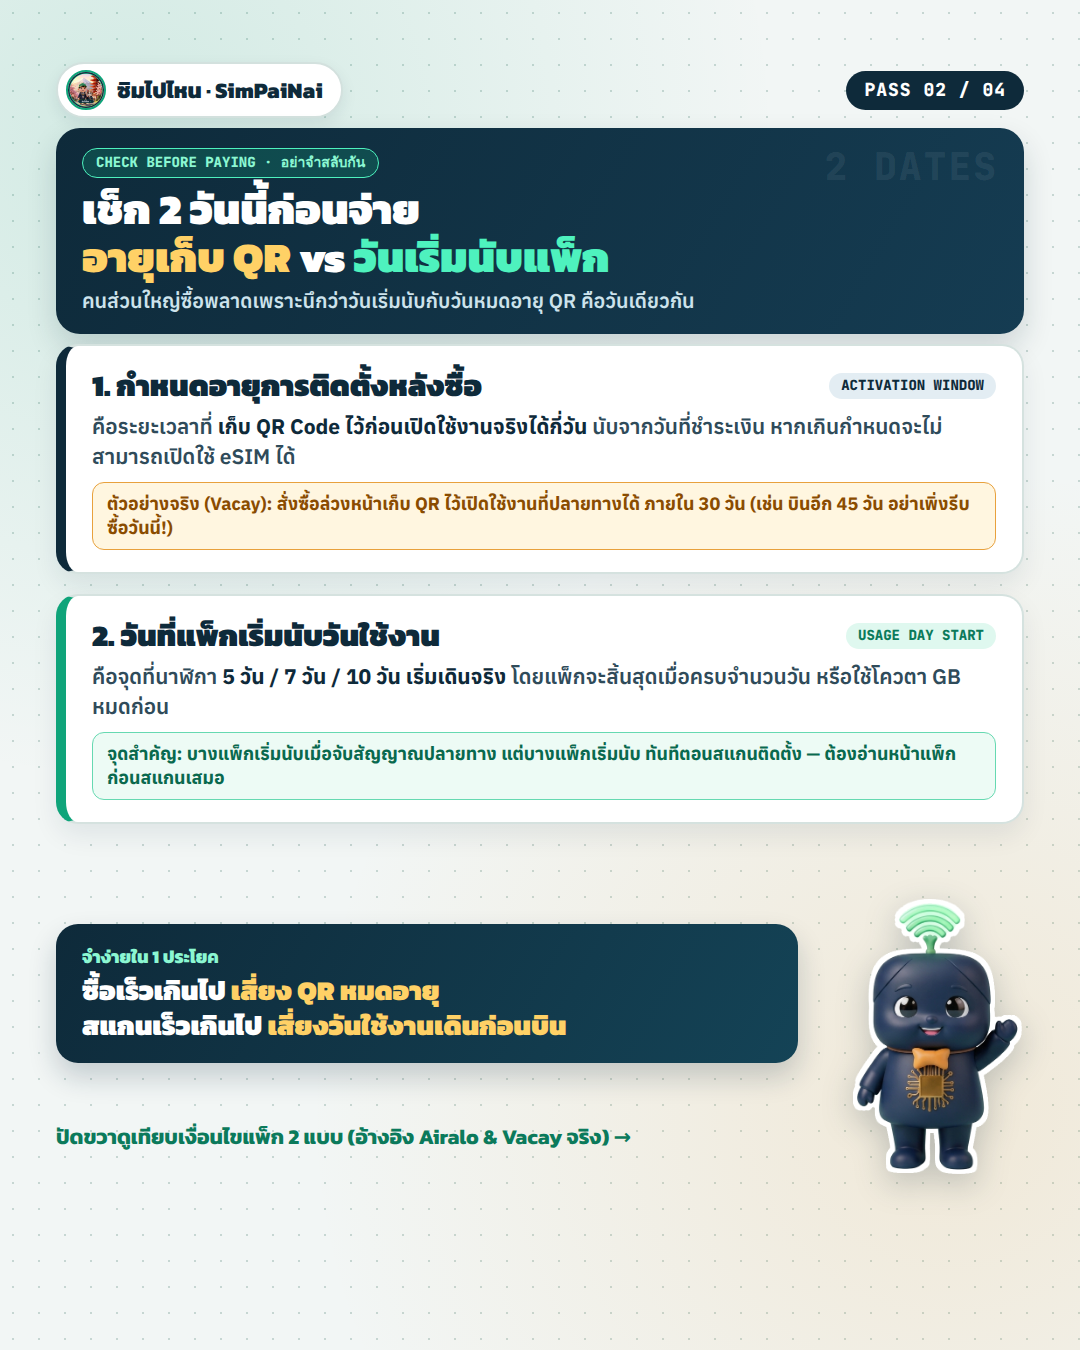 ซิมไปไหน · SimPaiNai
PASS 02 / 04
CHECK BEFORE PAYING · อย่าจำสลับกัน
2 DATES
เช็ก 2 วันนี้ก่อนจ่าย
อายุเก็บ QR vs วันเริ่มนับแพ็ก
คนส่วนใหญ่ซื้อพลาดเพราะนึกว่าวันเริ่มนับกับวันหมดอายุ QR คือวันเดียวกัน
1. กำหนดอายุการติดตั้งหลังซื้อ
ACTIVATION WINDOW
คือระยะเวลาที่ เก็บ QR Code ไว้ก่อนเปิดใช้งานจริงได้กี่วัน นับจากวันที่ชำระเงิน หากเกินกำหนดจะไม่
สามารถเปิดใช้ eSIM ได้
ตัวอย่างจริง (Vacay): สั่งซื้อล่วงหน้าเก็บ QR ไว้เปิดใช้งานที่ปลายทางได้ ภายใน 30 วัน (เช่น บินอีก 45 วัน อย่าเพิ่งรีบ
ซื้อวันนี้!)
2. วันที่แพ็กเริ่มนับวันใช้งาน
USAGE DAY START
คือจุดที่นาฬิกา 5 วัน / 7 วัน / 10 วัน เริ่มเดินจริง โดยแพ็กจะสิ้นสุดเมื่อครบจำนวนวัน หรือใช้โควตา GB
หมดก่อน
จุดสำคัญ: บางแพ็กเริ่มนับเมื่อจับสัญญาณปลายทาง แต่บางแพ็กเริ่มนับ ทันทีตอนสแกนติดตั้ง — ต้องอ่านหน้าแพ็ก
ก่อนสแกนเสมอ
จำง่ายใน 1 ประโยค
ซื้อเร็วเกินไป เสี่ยง QR หมดอายุ
สแกนเร็วเกินไป เสี่ยงวันใช้งานเดินก่อนบิน
ปัดขวาดูเทียบเงื่อนไขแพ็ก 2 แบบ (อ้างอิง Airalo & Vacay จริง) →